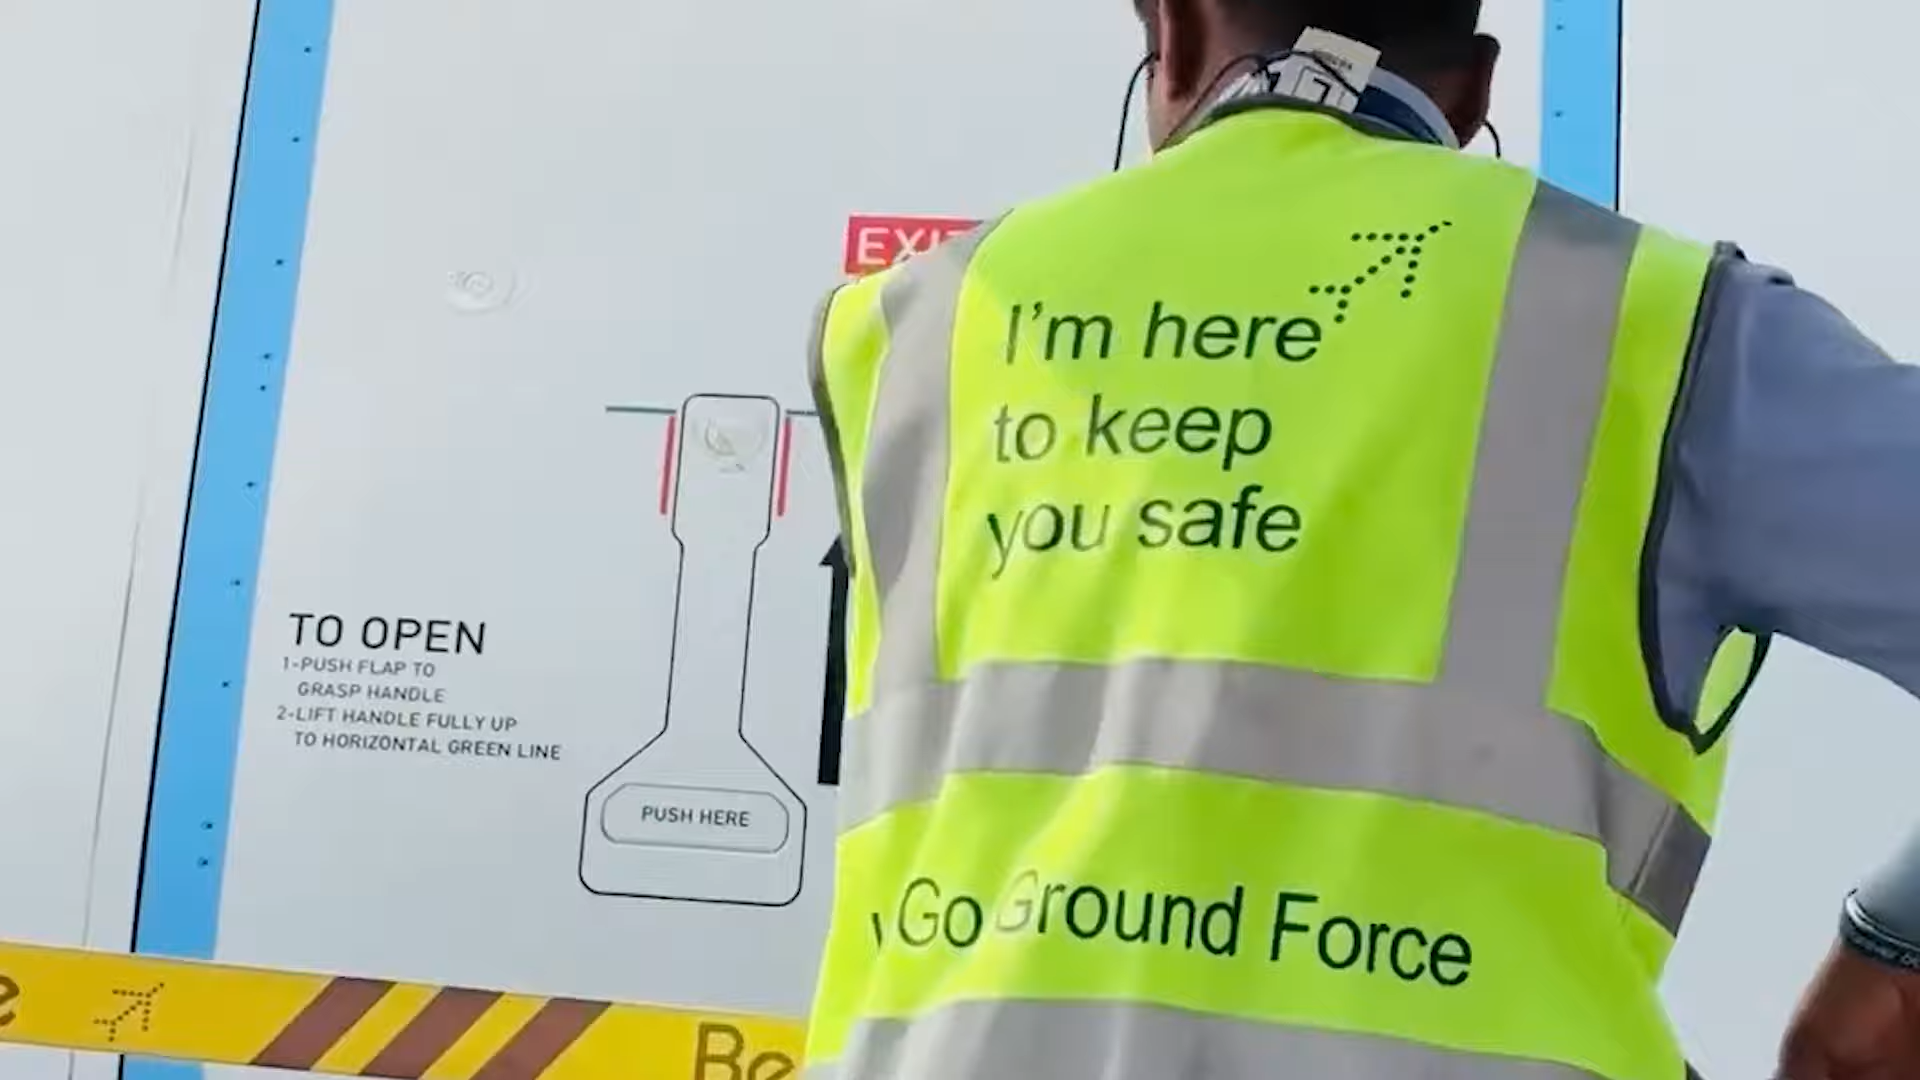 EXIT
I'm here
to keep
you safe
TO OPEN
1-PUSH FLAP TO
GRASP HANDLE
2-LIFT HANDLE FULLY UP
TO HORIZONTAL GREEN LINE
PUSH HERE
Go Ground Force
Be